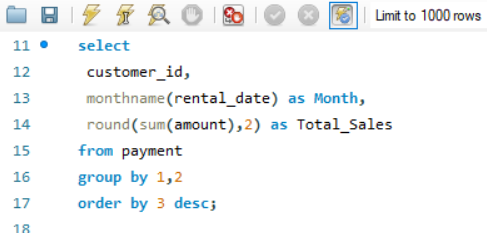 Limit to 1000 rows
11 select
12 customer_id,
13 monthname(rental_date) as Month,
14 round(sum(amount),2) as Total_Sales
15 from payment
16 group by 1,2
17 order by 3 desc;
18